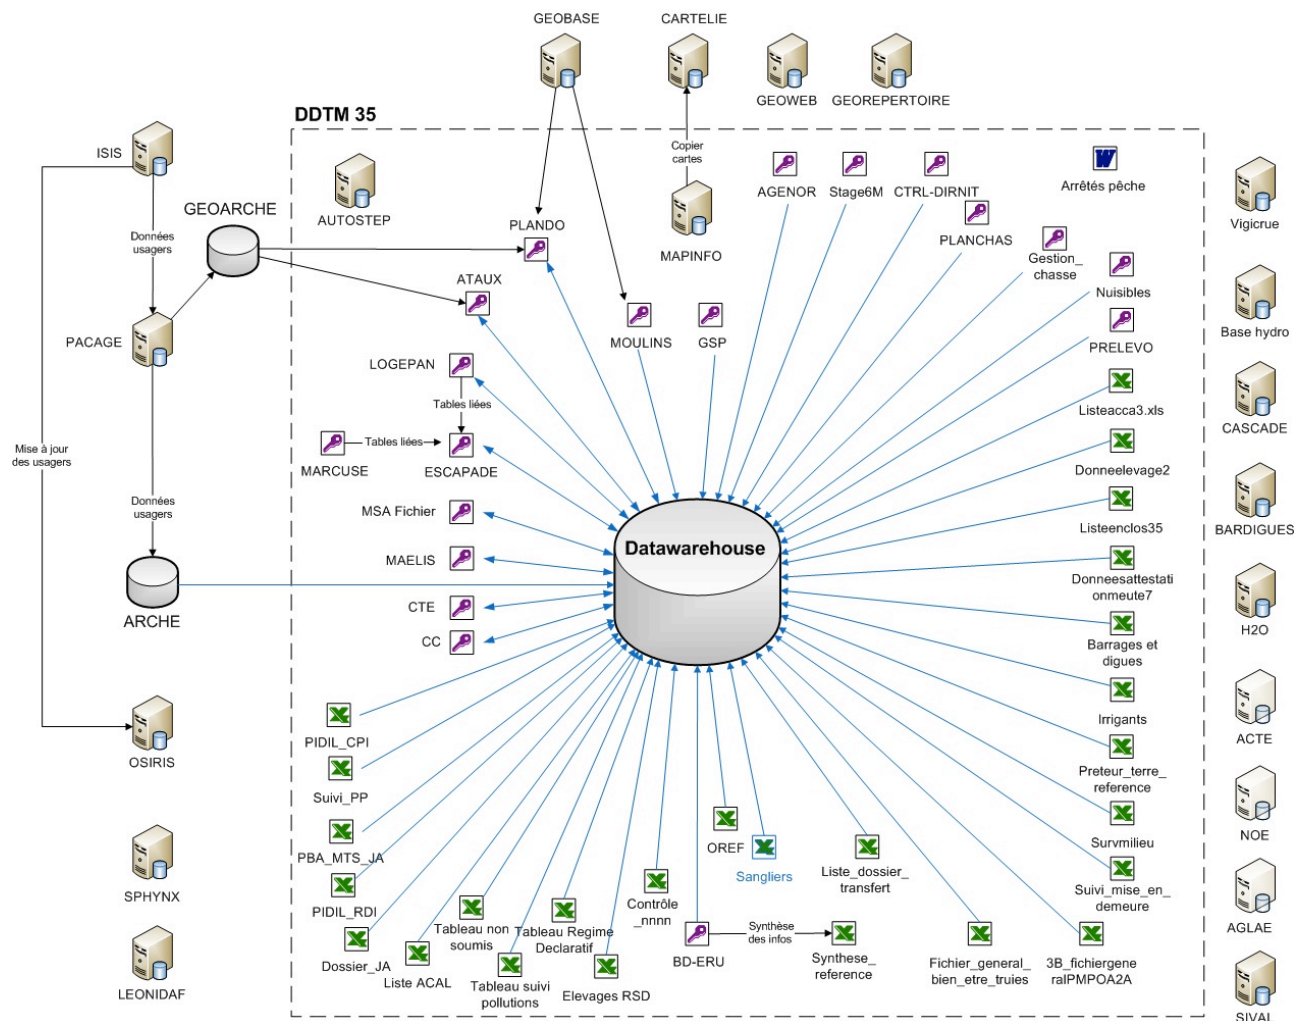 GEOBASE
CARTELIE
GEOWEB
GEOREPERTOIRE
DDTM 35
ISIS
AUTOSTEP
Copier
cartes
MAPINFO
AGENOR
Stage6M
CTRL-DIRNIT
Arrêtés pêche
PLANCHAS
Gestion_
chasse
Nuisibles
PRELEVO
Vigicrue
GEOARCHE
Données
usagers
PLANDO
ATAUX
MOULINS
GSP
PACAGE
LOGEPAN
Tables liées
MARCUSE
Tables liées
ESCAPADE
Listeacca3.xls
Donneelevage2
Base hydro
CASCADE
Mise à jour
des usagers
Données
usagers
MSA Fichier
MAELIS
CTE
CC
Datawarehouse
Listeenclos35
Donneesattestati
onmeute7
Barrages et
digues
Irrigants
Preteur_terre_
reference
Survmilieu
Suivi_mise_en_
demeure
BARDIGUES
H2O
ACTE
NOE
AGLAE
SIVAL
ARCHE
OSIRIS
SPHYNX
LEONIDAF
PIDIL_CPI
Suivi_PP
PBA_MTS_JA
PIDIL_RDI
Dossier_JA
Liste ACAL
Tableau non
soumis
Tableau suivi
pollutions
Tableau Regime
Declaratif
Elevages RSD
Contrôle
_nnnn
OREF
Sangliers
BD-ERU
Synthèse
des infos
Synthese_
reference
Liste_dossier_
transfert
Fichier_general_
bien_etre_truies
3B_fichiergene
ralPMPOA2A